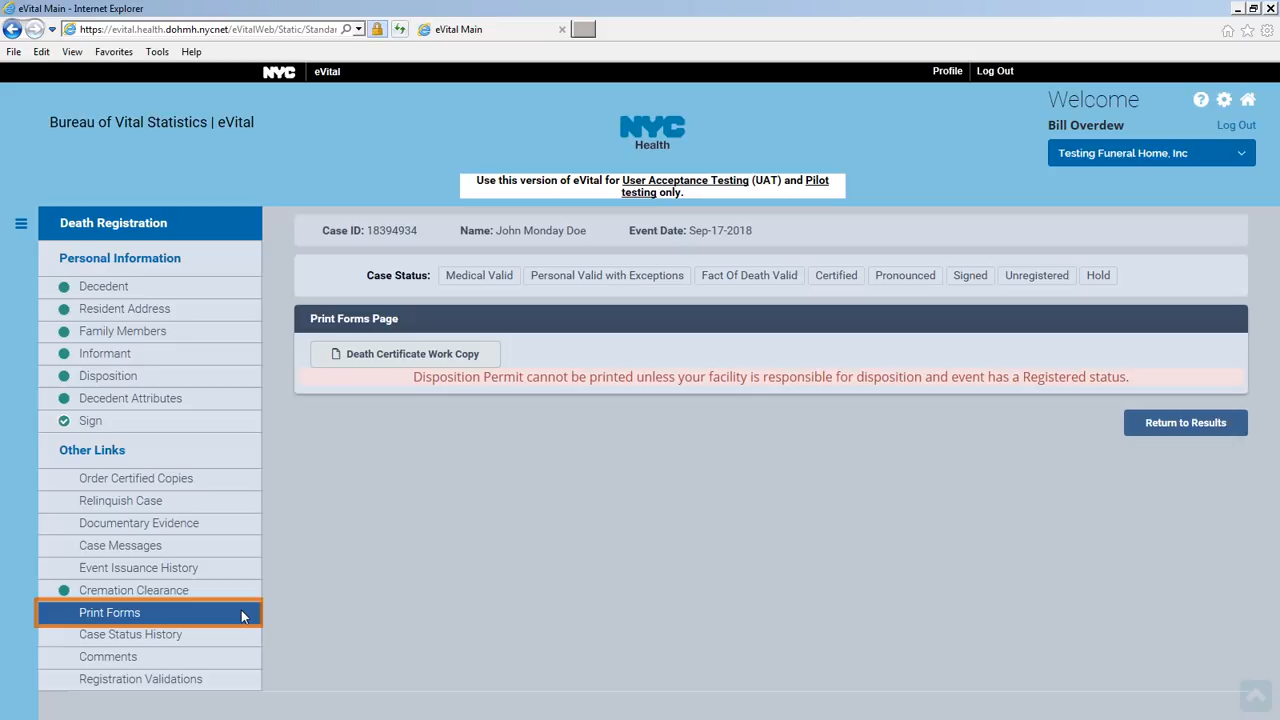 eVital Main - Internet Explorer
https://evital.health.dohmh.nycnet/eVitalWeb/Static/Standar
eVital Main
File Edit View Favorites Tools Help
NYC eVital Profile Log Out
Bureau of Vital Statistics | eVital
NYC
Health
Welcome
Bill Overdew Log Out
Testing Funeral Home, Inc
Use this version of eVital for User Acceptance Testing (UAT) and Pilot
testing only.
Death Registration
Personal Information
Decedent
Resident Address
Family Members
Informant
Disposition
Decedent Attributes
Sign
Other Links
Order Certified Copies
Relinquish Case
Documentary Evidence
Case Messages
Event Issuance History
Cremation Clearance
Print Forms
Case Status History
Comments
Registration Validations
Case ID: 18394934 Name: John Monday Doe Event Date: Sep-17-2018
Case Status: Medical Valid Personal Valid with Exceptions Fact Of Death Valid Certified Pronounced Signed Unregistered Hold
Print Forms Page
Death Certificate Work Copy
Disposition Permit cannot be printed unless your facility is responsible for disposition and event has a Registered status.
Return to Results